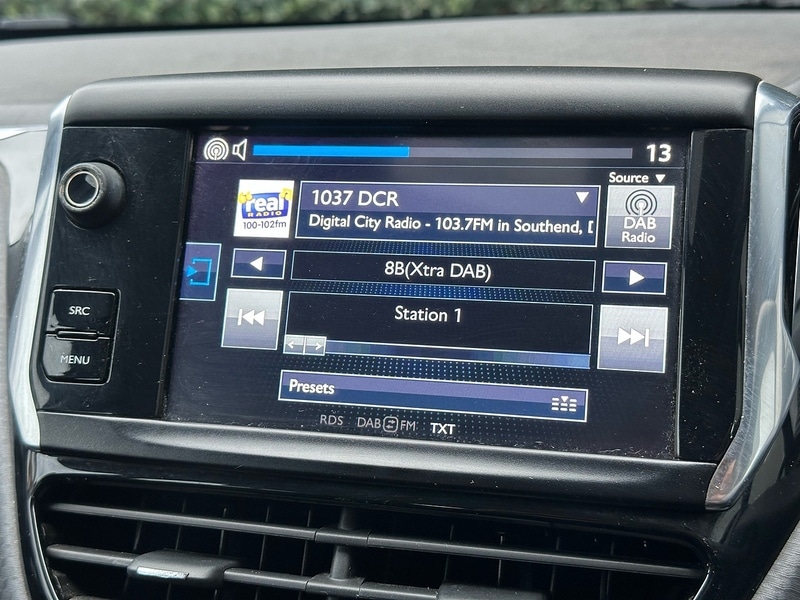 13
Source
real
RADIO
100-102fm
1037 DCR
Digital City Radio - 103.7FM in Southend, D
DAB
Radio
8B(Xtra DAB)
SRC
Station 1
MENU
Presets
RDS DAB FM TXT